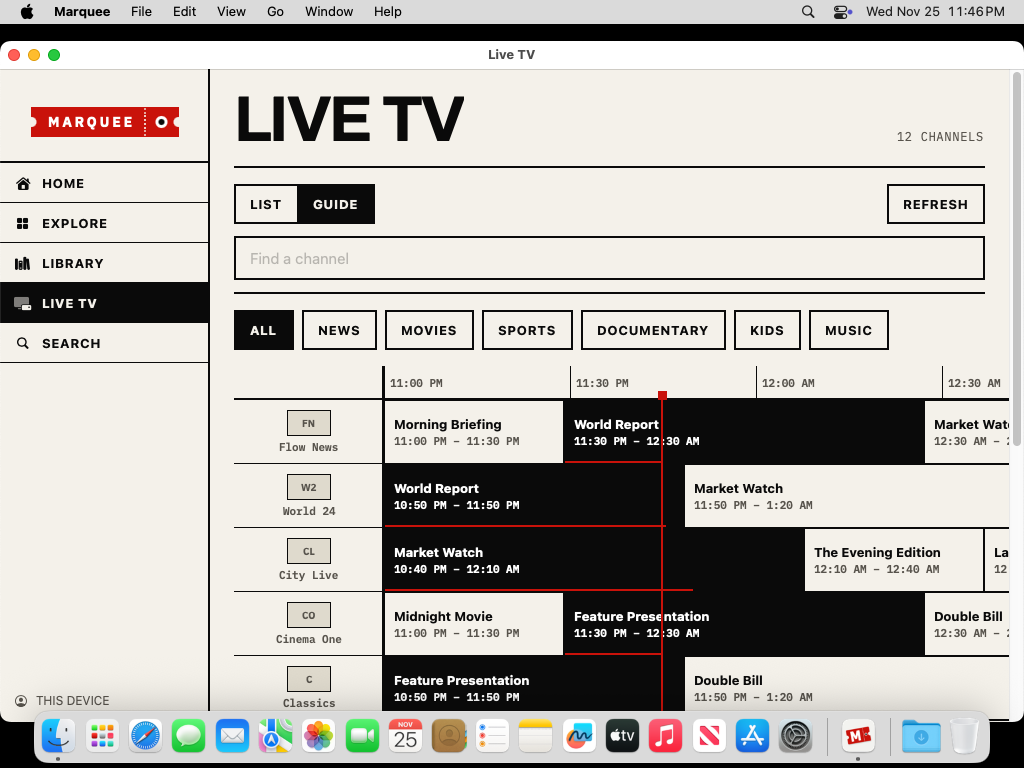 Marquee File Edit View Go Window Help Wed Nov 25 11:46 PM
Live TV
MARQUEE
HOME
EXPLORE
LIBRARY
LIVE TV
SEARCH
THIS DEVICE
LIVE TV
12 CHANNELS
LIST GUIDE REFRESH
Find a channel
ALL NEWS MOVIES SPORTS DOCUMENTARY KIDS MUSIC
11:00 PM 11:30 PM 12:00 AM 12:30 AM
FN
Flow News
Morning Briefing
11:00 PM – 11:30 PM
World Report
11:30 PM – 12:30 AM
Market Wat
12:30 AM –
W2
World 24
World Report
10:50 PM – 11:50 PM
Market Watch
11:50 PM – 1:20 AM
CL
City Live
Market Watch
10:40 PM – 12:10 AM
The Evening Edition
12:10 AM – 12:40 AM
La
12
CO
Cinema One
Midnight Movie
11:00 PM – 11:30 PM
Feature Presentation
11:30 PM – 12:30 AM
Double Bill
12:30 AM –
C
Classics
Feature Presentation
10:50 PM – 11:50 PM
Double Bill
11:50 PM – 1:20 AM
NOV
25
tv